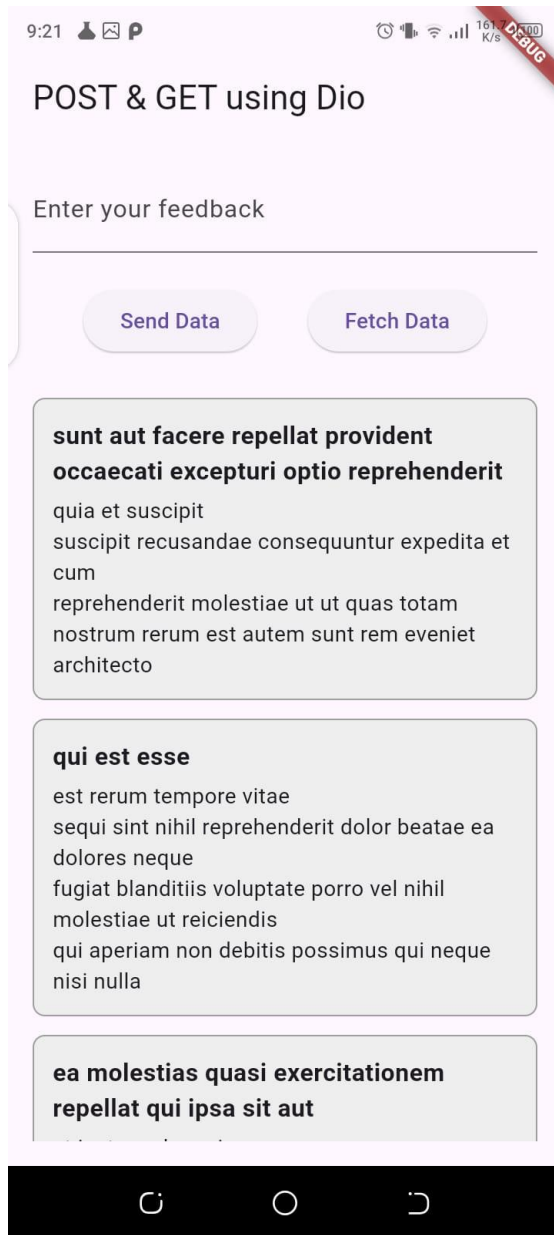 9:21
161.7
K/s
100
DEBUG
POST & GET using Dio
Enter your feedback
Send Data
Fetch Data
sunt aut facere repellat provident
occaecati excepturi optio reprehenderit
quia et suscipit
suscipit recusandae consequuntur expedita et
cum
reprehenderit molestiae ut ut quas totam
nostrum rerum est autem sunt rem eveniet
architecto
qui est esse
est rerum tempore vitae
sequi sint nihil reprehenderit dolor beatae ea
dolores neque
fugiat blanditiis voluptate porro vel nihil
molestiae ut reiciendis
qui aperiam non debitis possimus qui neque
nisi nulla
ea molestias quasi exercitationem
repellat qui ipsa sit aut